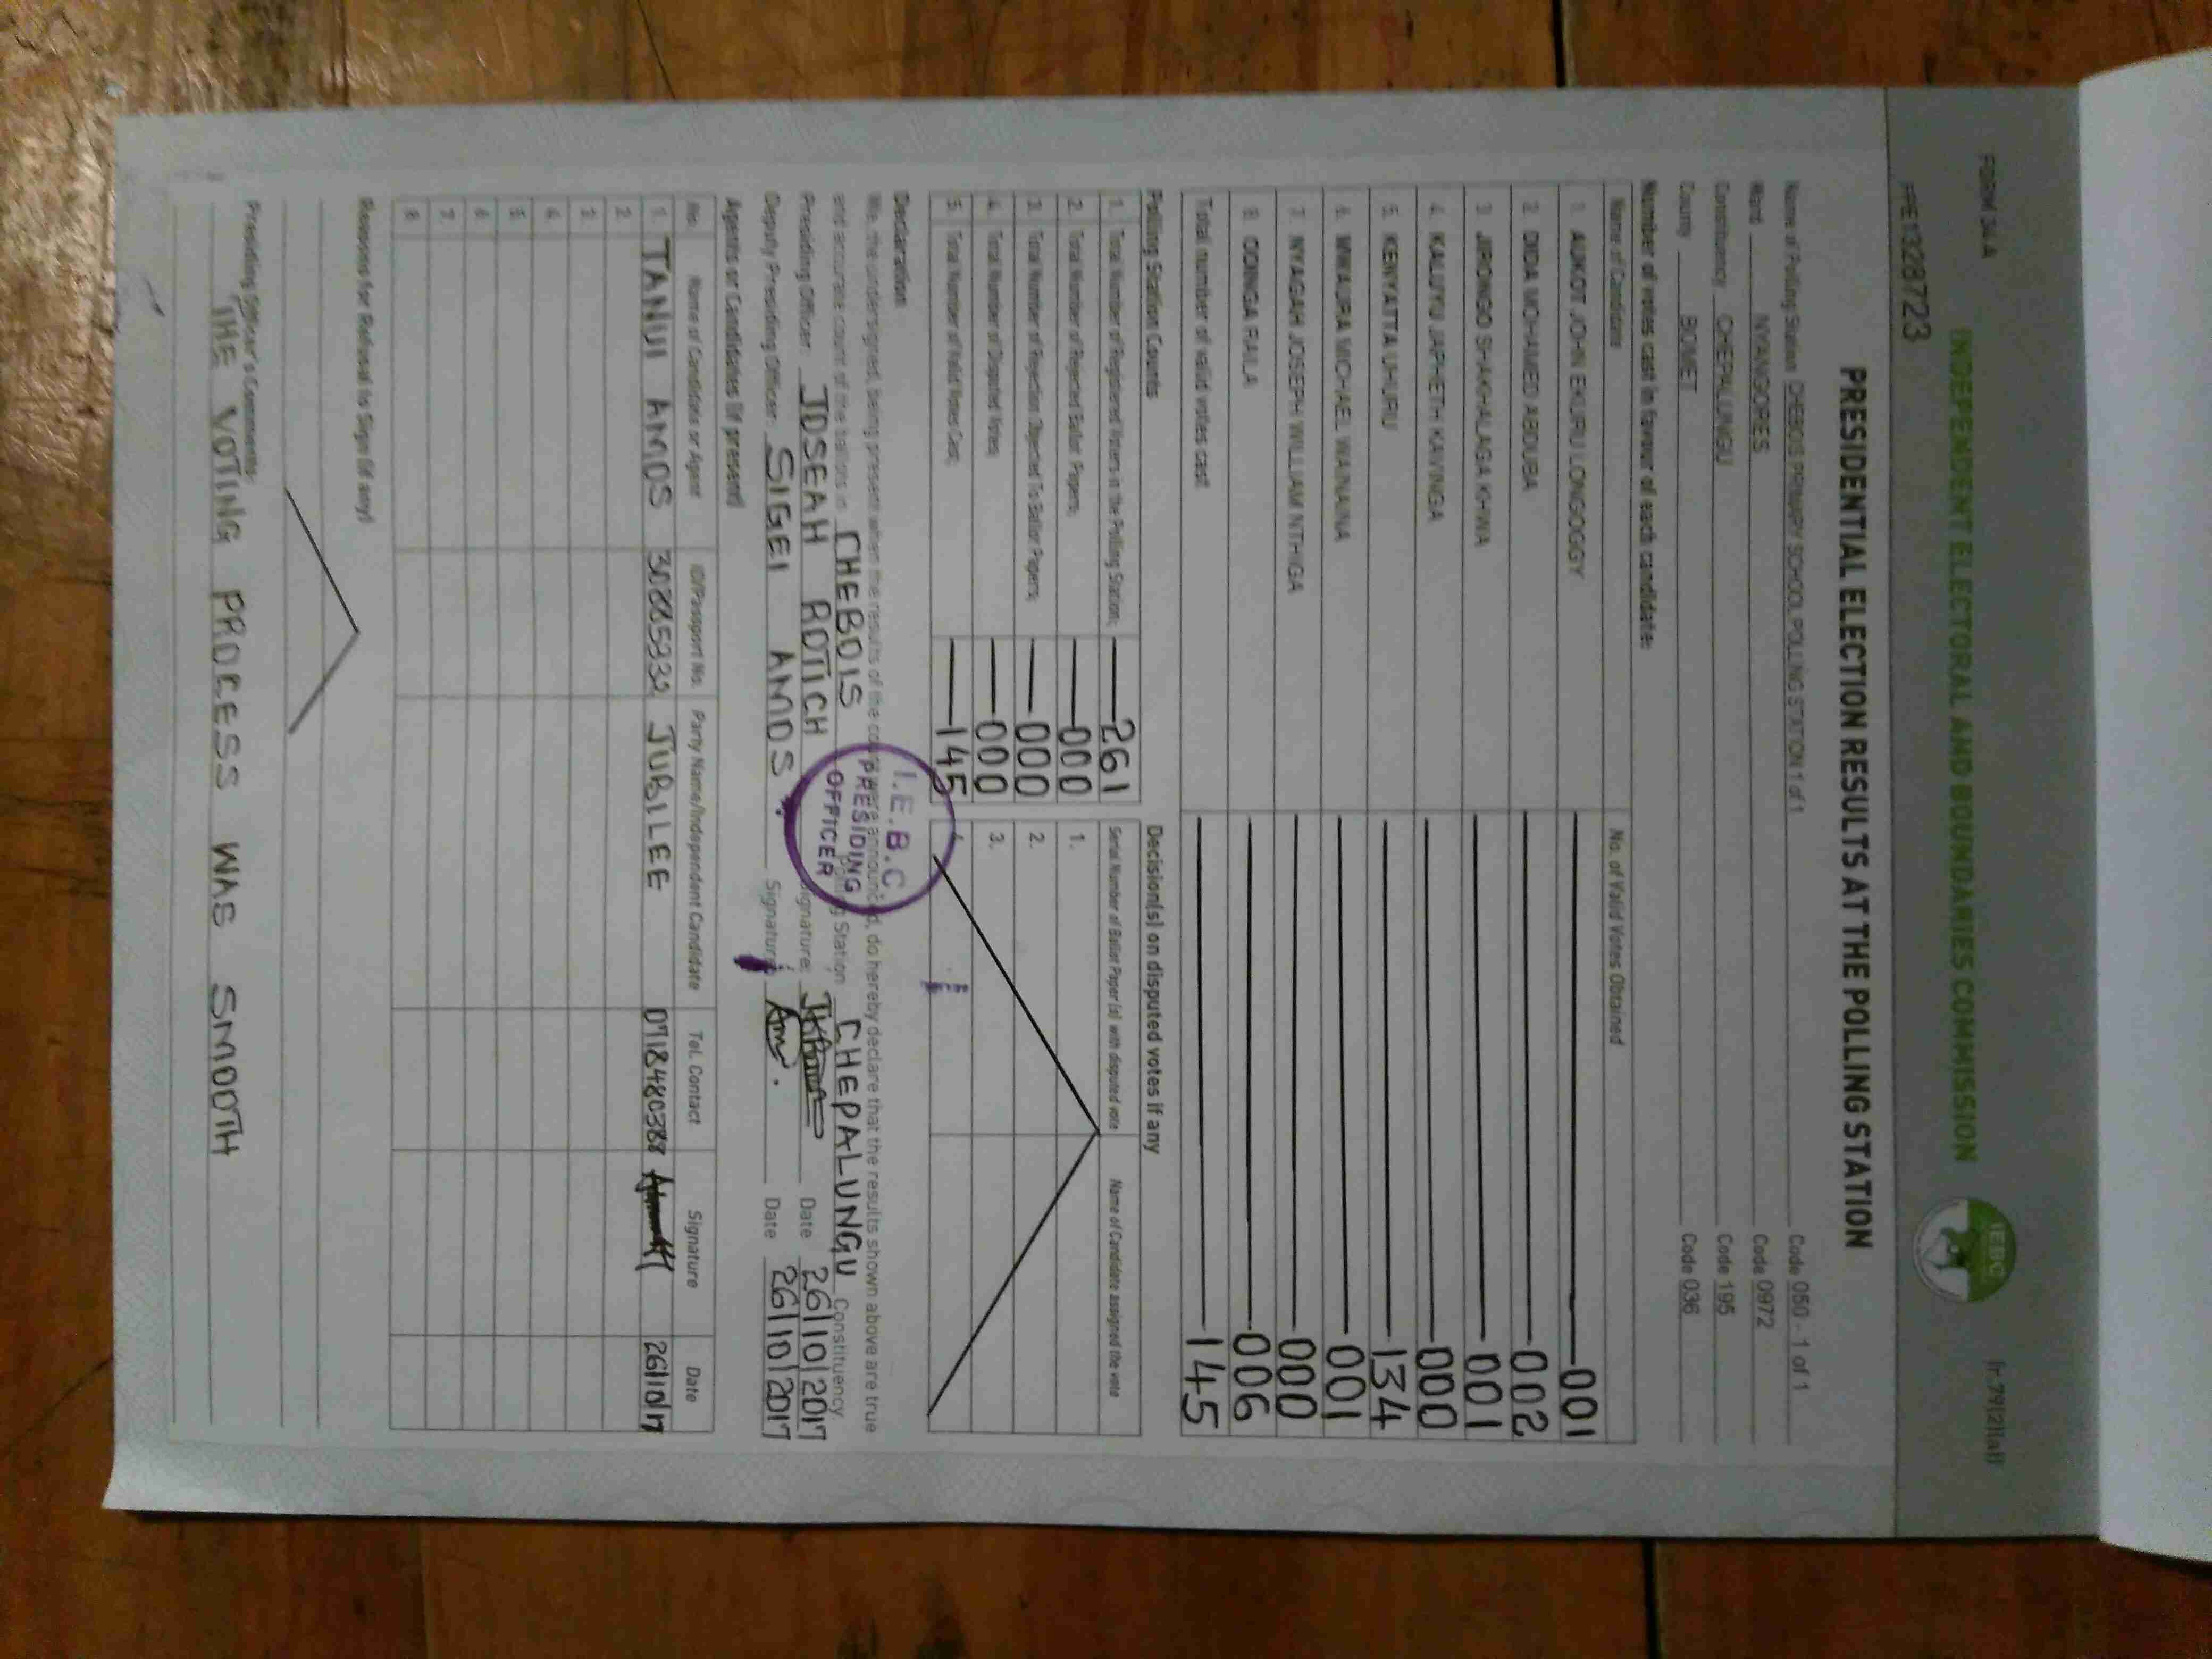 FORM 34 A
INDEPENDENT ELECTORAL AND BOUNDARIES COMMISSION
IEBC
(r.79(2)(a))
PRESIDENTIAL ELECTION RESULTS AT THE POLLING STATION
Name of Polling Station CHEBOIS PRIMARY SCHOOL POLLING STATION 1 of 1 Code 050 - 1 of 1
Ward NYANGORES Code 0972
Constituency CHEPALUNGU Code 195
County BOMET Code 036
Number of votes cast in favour of each candidate:
Name of Candidate No. of Valid Votes Obtained
1. AUKOT JOHN EKURU LONGOGGY 001
2. DIDA MOHAMED ABDUBA 002
3. JIRONGO SHAKHALAGA KHWA 001
4. KALUYU JAPHETH KAVINGA 000
5. KENYATTA UHURU 134
6. MWAURA MICHAEL WAINAINA 001
7. NYAGAH JOSEPH WILLIAM NTHIGA 000
8. ODINGA RAILA 006
Total number of valid votes cast 145
Polling Station Counts
1. Total Number of Registered Voters in the Polling Station; 261
2. Total Number of Rejected Ballot Papers; 000
3. Total Number of Rejection Objected To Ballot Papers; 000
4. Total Number of Disputed Votes; 000
5. Total Number of Valid Votes Cast; 145
Decision(s) on disputed votes if any
Serial Number of Ballot Paper (s) with disputed vote Name of Candidate assigned the vote
1.
2.
3.
4.
Declaration
We, the undersigned, being present when the results of the count were announced, do hereby declare that the results shown above are true
and accurate count of the ballots in CHEBOIS Polling Station CHEPALUNGU Constituency
Presiding Officer: JOSEAH ROTICH Signature: Date 26/10/2017
Deputy Presiding Officer: SIGEI AMOS. Signature: Date 26/10/2017
I.E.B.C
PRESIDING
OFFICER
Agents or Candidates (if present)
No. Name of Candidates or Agent ID/Passport No. Party Name/Independent Candidate Tel. Contact Signature Date
1. TANUI AMOS JUBILEE 0718480388 26/10/17
2.
3.
4.
5.
6.
7.
8.
Reasons for Refusal to Sign (if any)
Presiding Officer's Comments:
THE VOTING PROCESS WAS SMOOTH